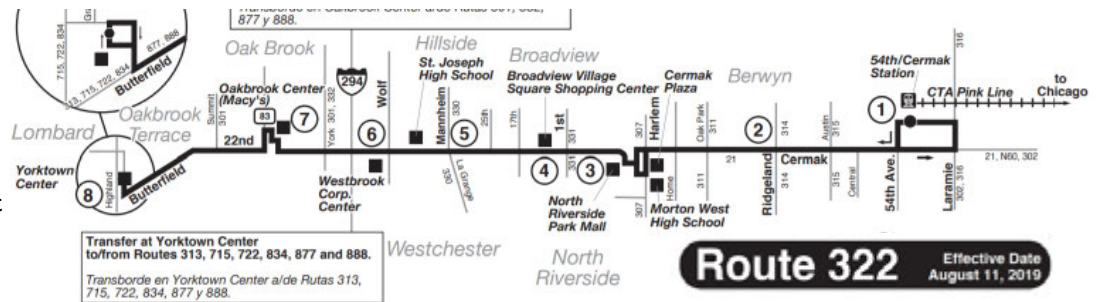 Transborde en Oakbrook Center a/de Rutas 301, 332,
877 y 888.
715, 722, 834
877, 888
313, 715, 722, 834
Butterfield
Oak Brook
Hillside
St. Joseph
High School
Broadview
Broadview Village
Square Shopping Center
Cermak
Plaza
Berwyn
54th/Cermak
Station
316
to
Chicago
CTA Pink Line
Oakbrook Center
(Macy's)
83
7
294
Wolf
6
Mannheim
330
5
25th
17th
1st
331
307
Harlem
Oak Park
311
2
314
Austin
315
1
Lombard
Oakbrook
Terrace
Summit
301
22nd
York 301, 332
Yorktown
Center
8
Highland
Butterfield
Westbrook
Corp.
Center
La Grange
330
4
331
3
North
Riverside
Park Mall
307
Home
Morton West
High School
311
21
Ridgeland
314
Cermak
315
Central
54th Ave.
Laramie
302, 316
21, N60, 302
Transfer at Yorktown Center
to/from Routes 313, 715, 722, 834, 877 and 888.
Transborde en Yorktown Center a/de Rutas 313,
715, 722, 834, 877 y 888.
Westchester
North
Riverside
Route 322
Effective Date
August 11, 2019